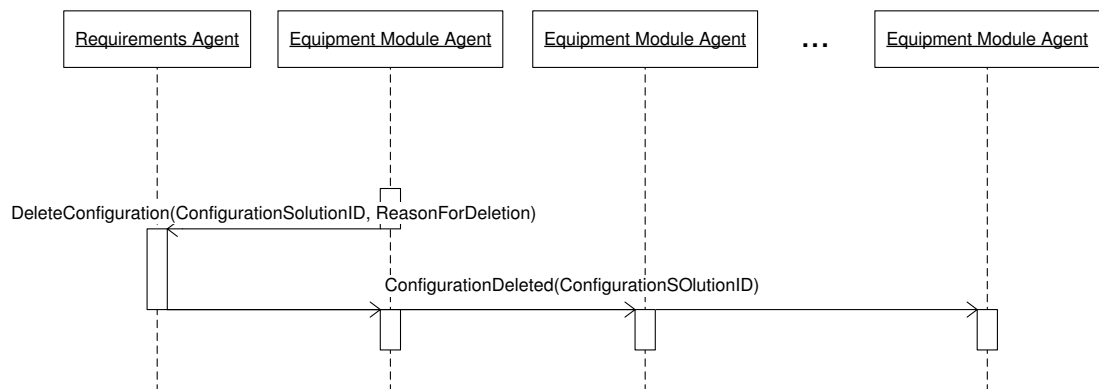 Requirements Agent
Equipment Module Agent
Equipment Module Agent
...
Equipment Module Agent
DeleteConfiguration(ConfigurationSolutionID, ReasonForDeletion)
ConfigurationDeleted(ConfigurationSOlutionID)